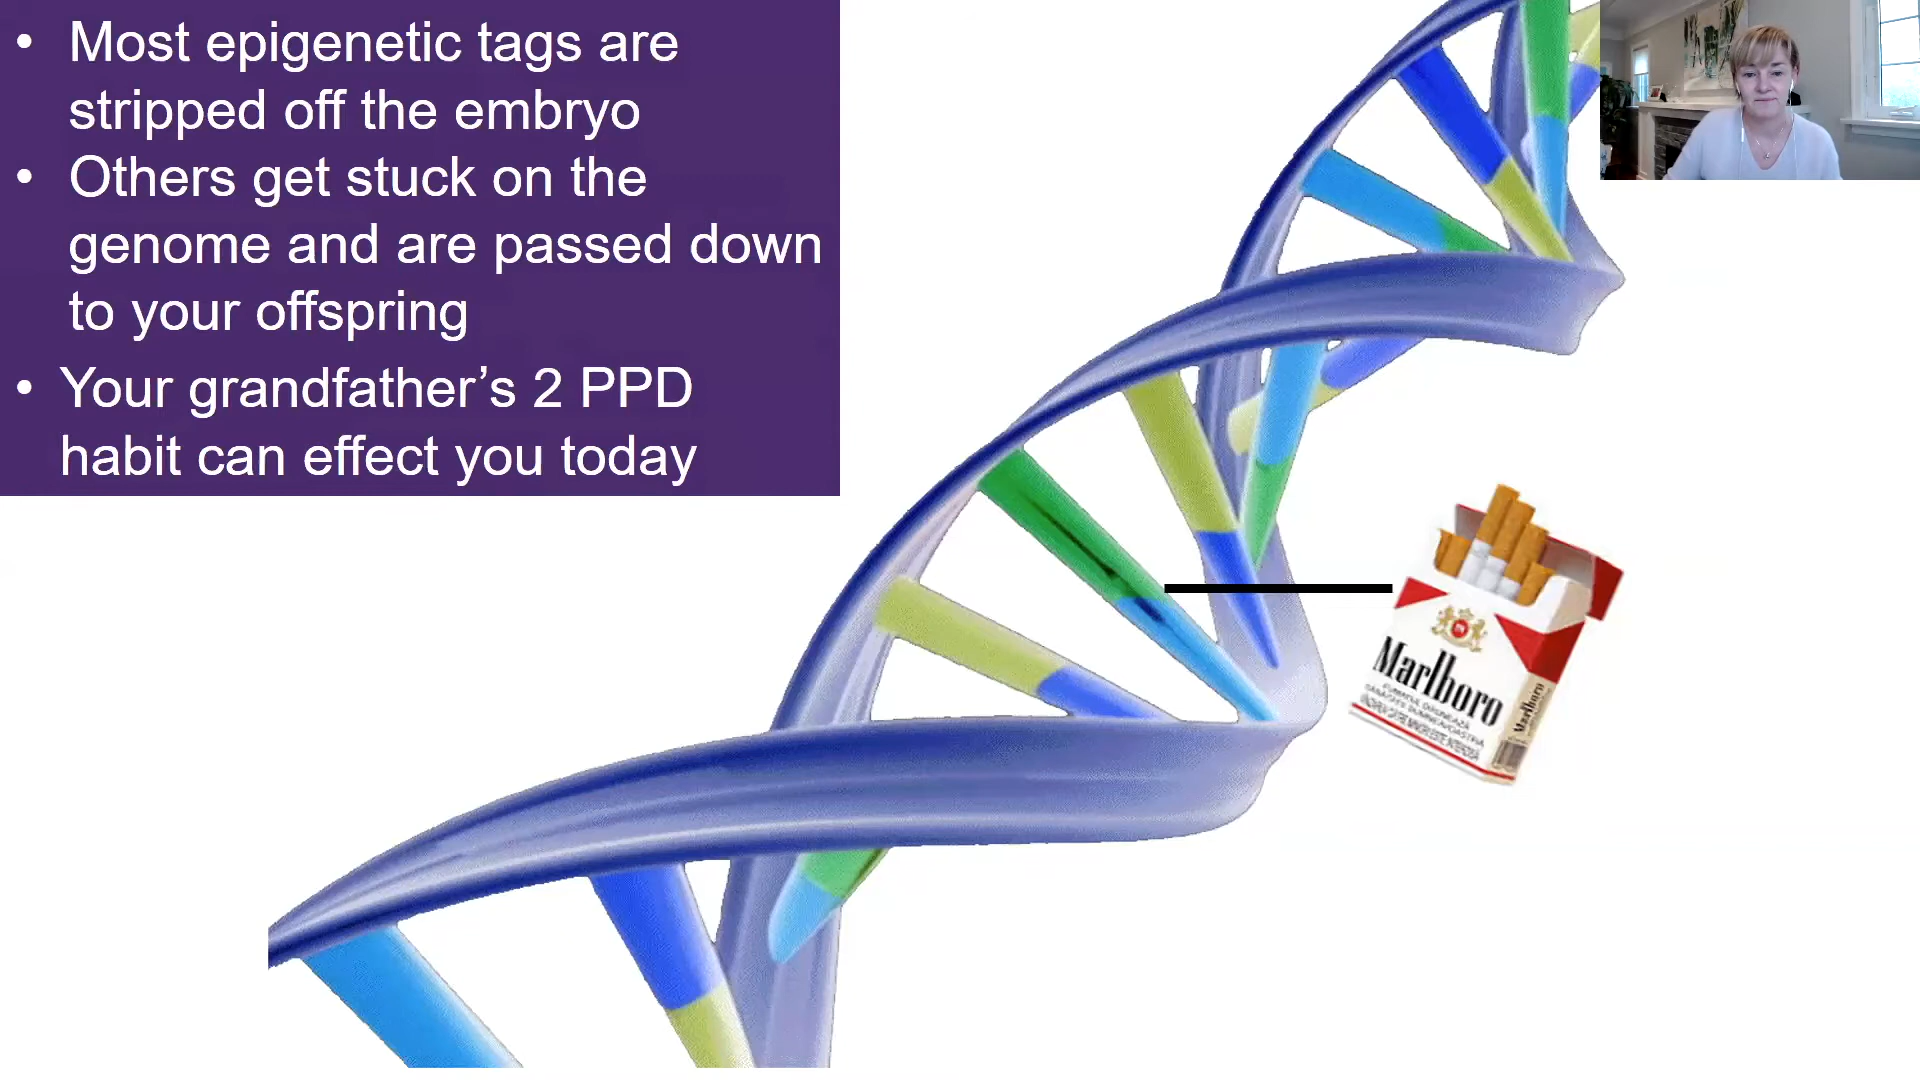 • Most epigenetic tags are
stripped off the embryo
• Others get stuck on the
genome and are passed down
to your offspring
• Your grandfather’s 2 PPD
habit can effect you today
Marlboro
Marlboro